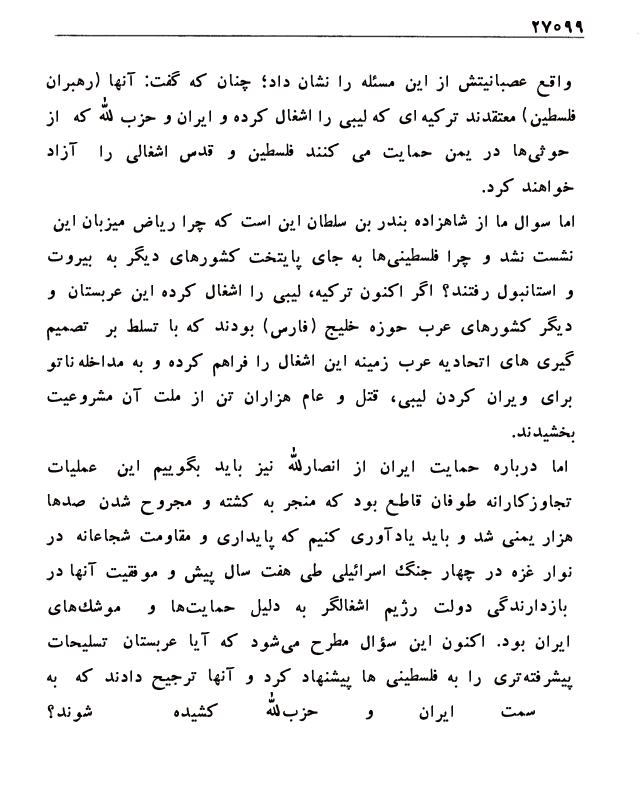 ۲۷۰۹۹
واقع عصبانیتش از این مسئله را نشان داد؛ چنان که گفت: آنها (رهبران
فلسطین) معتقدند ترکیه ای که لیبی را اشغال کرده و ایران و حزب الله که از
حوثی‌ها در یمن حمایت می کنند فلسطین و قدس اشغالی را آزاد
خواهند کرد.
اما سوال ما از شاهزاده بندر بن سلطان این است که چرا ریاض میزبان این
نشست نشد و چرا فلسطینی‌ها به جای پایتخت کشورهای دیگر به بیروت
و استانبول رفتند؟ اگر اکنون ترکیه، لیبی را اشغال کرده این عربستان و
دیگر کشورهای عرب حوزه خلیج (فارس) بودند که با تسلط بر تصمیم
گیری های اتحادیه عرب زمینه این اشغال را فراهم کرده و به مداخله ناتو
برای ویران کردن لیبی، قتل و عام هزاران تن از ملت آن مشروعیت
بخشیدند.
اما درباره حمایت ایران از انصارالله نیز باید بگوییم این عملیات
تجاوزکارانه طوفان قاطع بود که منجر به کشته و مجروح شدن صدها
هزار یمنی شد و باید یادآوری کنیم که پایداری و مقاومت شجاعانه در
نوار غزه در چهار جنگ اسرائیلی طی هفت سال پیش و موفقیت آنها در
بازدارندگی دولت رژیم اشغالگر به دلیل حمایت‌ها و موشک‌های
ایران بود. اکنون این سؤال مطرح می‌شود که آیا عربستان تسلیحات
پیشرفته‌تری را به فلسطینی ها پیشنهاد کرد و آنها ترجیح دادند که به
سمت ایران و حزب‌الله کشیده شوند؟